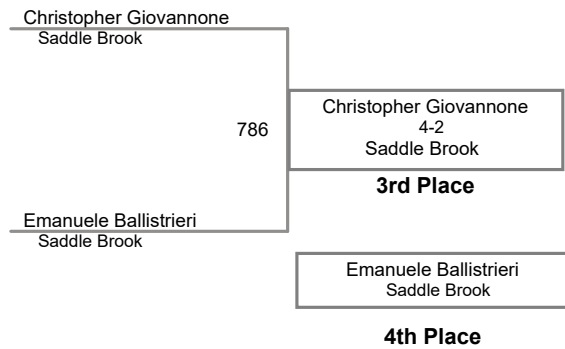 Christopher Giovannone
Saddle Brook
786
Christopher Giovannone
4-2
Saddle Brook
3rd Place
Emanuele Ballistrieri
Saddle Brook
Emanuele Ballistrieri
Saddle Brook
4th Place